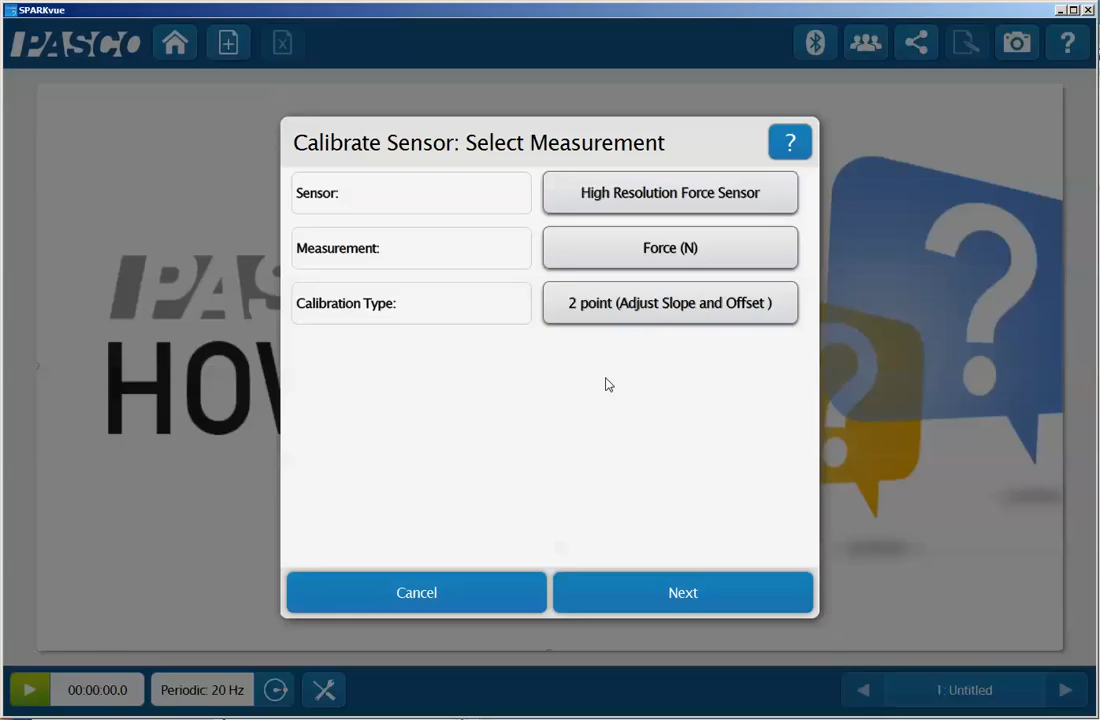 SPARKvue
PASCO
?
Calibrate Sensor: Select Measurement
?
Sensor:
High Resolution Force Sensor
Measurement:
Force (N)
Calibration Type:
2 point (Adjust Slope and Offset )
PAS
HOW
?
?
Cancel
Next
00:00:00.0
Periodic: 20 Hz
1: Untitled